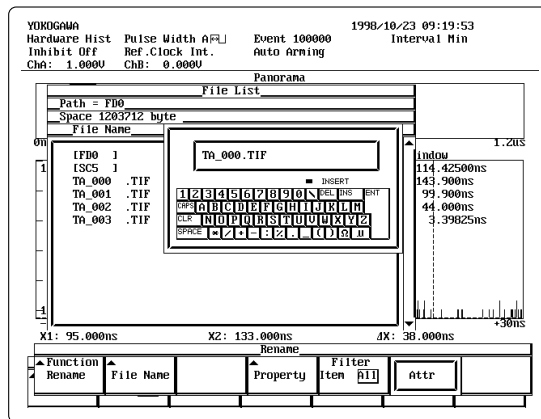 YOKOGAWA 1998/10/23 09:19:53
Hardware Hist Pulse Width A Event 100000 Interval Min
Inhibit Off Ref.Clock Int. Auto Arming
ChA: 1.000V ChB: 0.000V
Panorama
File List
Path = FD0
Space 1203712 byte
File Name
0n 1.2us
[FD0 ] TA_000.TIF indow
[SC5 ] 114.42500ns
TA_000 .TIF INSERT 143.900ns
TA_001 .TIF 1 2 3 4 5 6 7 8 9 0 \ DEL INS ENT 99.900ns
TA_002 .TIF CAPS A B C D E F G H I J K L M 44.000ns
TA_003 .TIF CLR N O P Q R S T U V W X Y Z 3.39825ns
SPACE * / + - : % . _ ( ) Ω μ
+30ns
X1: 95.000ns X2: 133.000ns ΔX: 38.000ns
Rename
Function Filter
Rename File Name Property Item All Attr